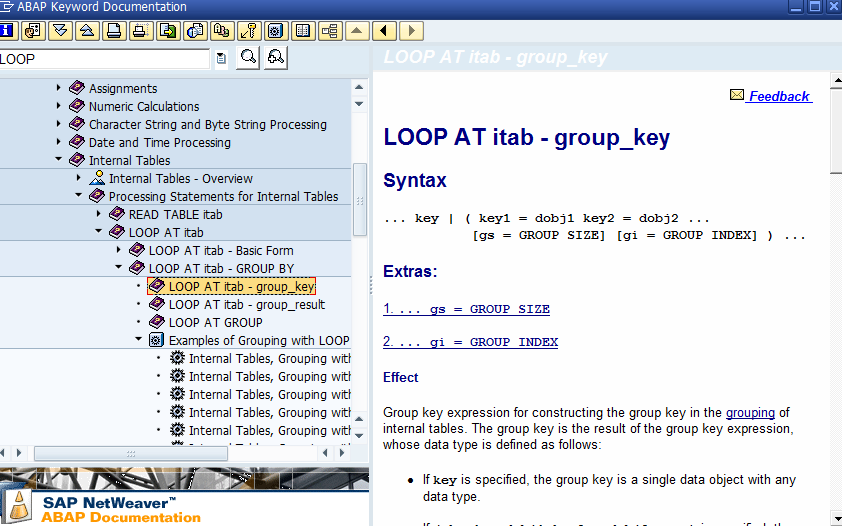 ABAP Keyword Documentation
LOOP
Assignments
Numeric Calculations
Character String and Byte String Processing
Date and Time Processing
Internal Tables
Internal Tables - Overview
Processing Statements for Internal Tables
READ TABLE itab
LOOP AT itab
LOOP AT itab - Basic Form
LOOP AT itab - GROUP BY
LOOP AT itab - group_key
LOOP AT itab - group_result
LOOP AT GROUP
Examples of Grouping with LOOP
Internal Tables, Grouping with
Internal Tables, Grouping with
Internal Tables, Grouping with
Internal Tables, Grouping with
Internal Tables, Grouping with
SAP NetWeaver™
ABAP Documentation
LOOP AT itab - group_key
Feedback
LOOP AT itab - group_key
Syntax
... key | ( key1 = dobj1 key2 = dobj2 ...
[gs = GROUP SIZE] [gi = GROUP INDEX] ) ...
Extras:
1. ... gs = GROUP SIZE
2. ... gi = GROUP INDEX
Effect
Group key expression for constructing the group key in the grouping of
internal tables. The group key is the result of the group key expression,
whose data type is defined as follows:
• If key is specified, the group key is a single data object with any
data type.